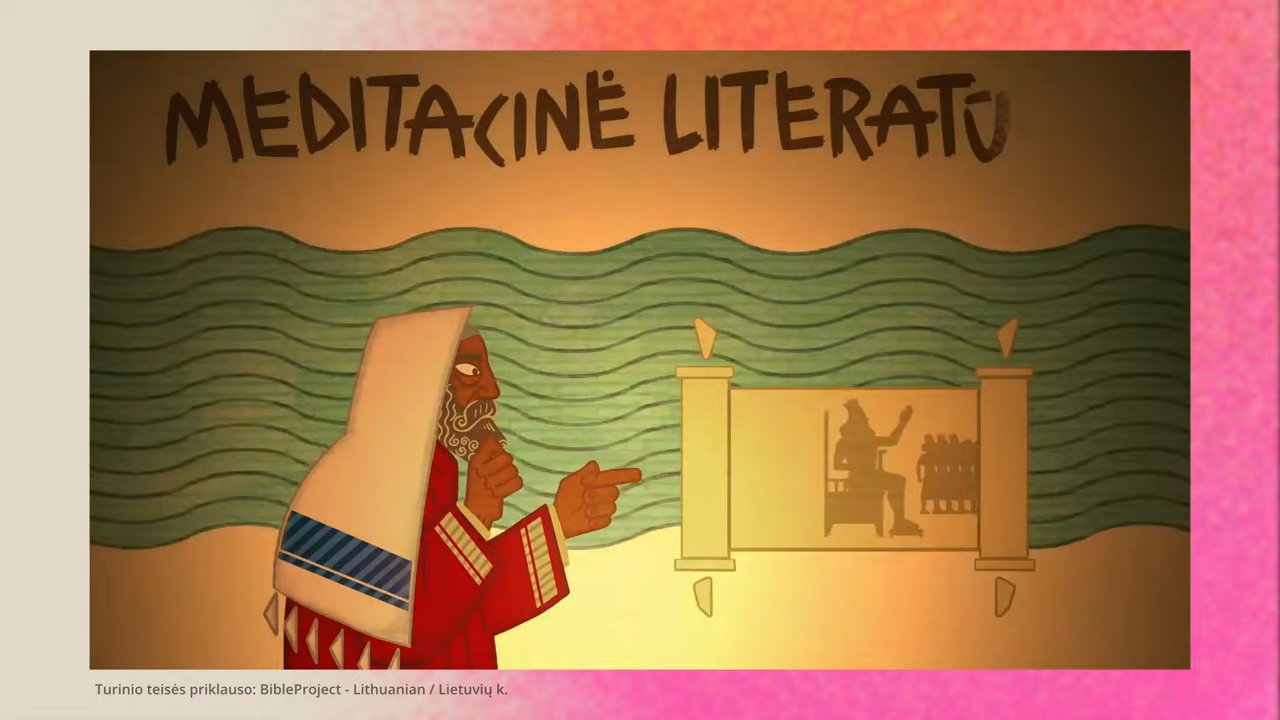 MEDITACINĖ LITERATŪ
Turinio teisės priklauso: BibleProject - Lithuanian / Lietuvių k.